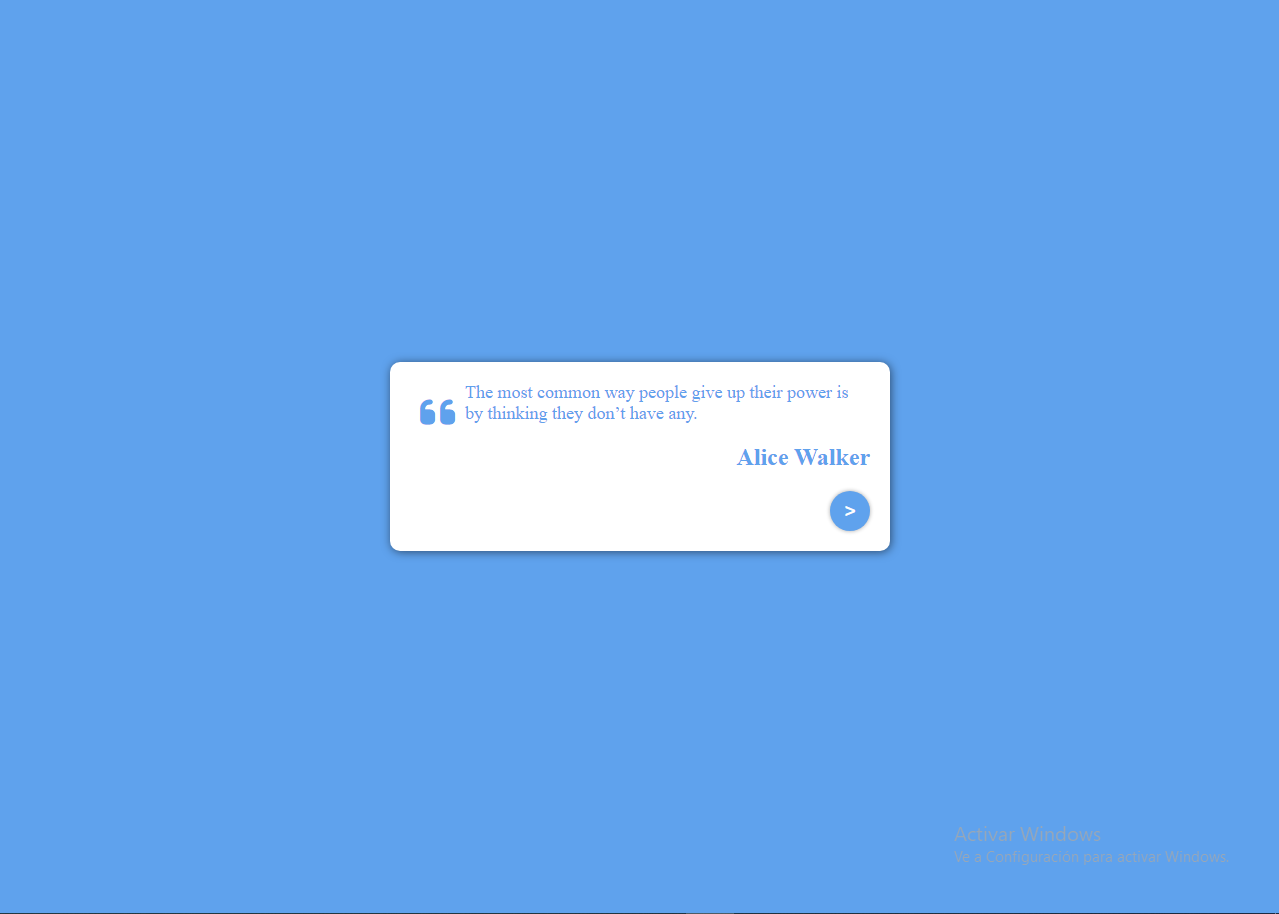 The most common way people give up their power is
by thinking they don’t have any.
Alice Walker
>
Activar Windows
Ve a Configuración para activar Windows.